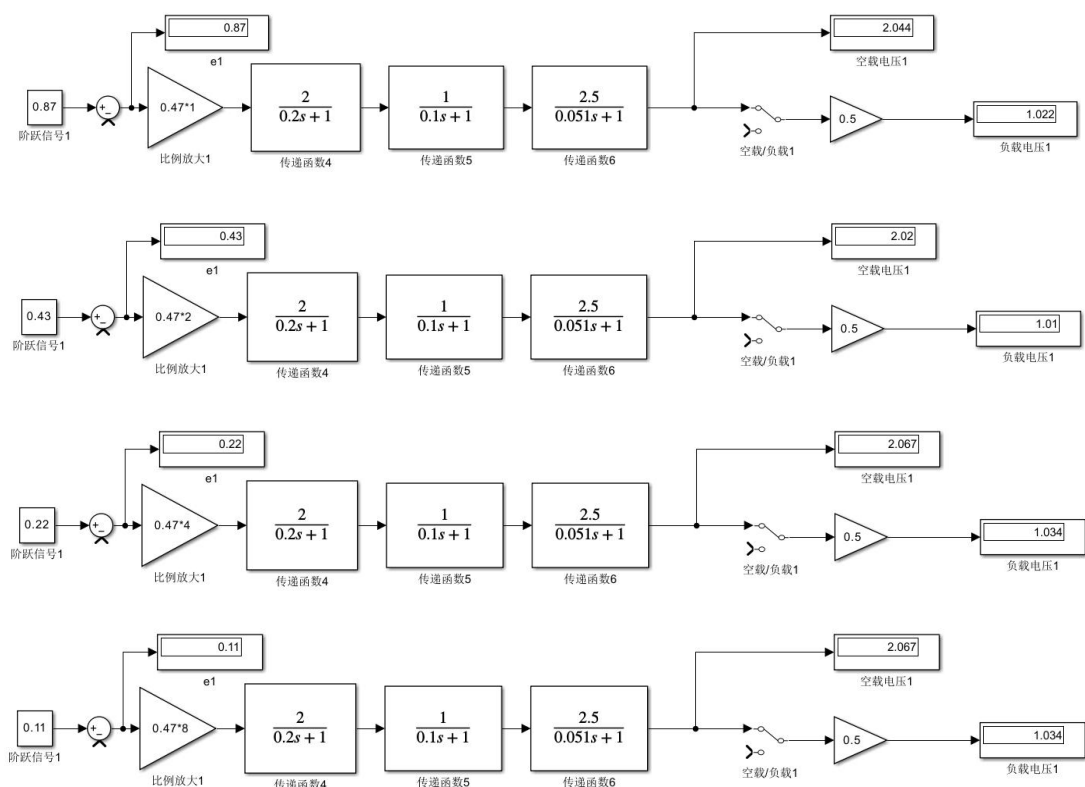 0.87
e1
2.044
空载电压1
0.87
阶跃信号1
+
−
0.47*1
比例放大1
2
0.2s + 1
传递函数4
1
0.1s + 1
传递函数5
2.5
0.051s + 1
传递函数6
空载/负载1
0.5
1.022
负载电压1
0.43
e1
2.02
空载电压1
0.43
阶跃信号1
+
−
0.47*2
比例放大1
2
0.2s + 1
传递函数4
1
0.1s + 1
传递函数5
2.5
0.051s + 1
传递函数6
空载/负载1
0.5
1.01
负载电压1
0.22
e1
2.067
空载电压1
0.22
阶跃信号1
+
−
0.47*4
比例放大1
2
0.2s + 1
传递函数4
1
0.1s + 1
传递函数5
2.5
0.051s + 1
传递函数6
空载/负载1
0.5
1.034
负载电压1
0.11
e1
2.067
空载电压1
0.11
阶跃信号1
+
−
0.47*8
比例放大1
2
0.2s + 1
传递函数4
1
0.1s + 1
传递函数5
2.5
0.051s + 1
传递函数6
空载/负载1
0.5
1.034
负载电压1